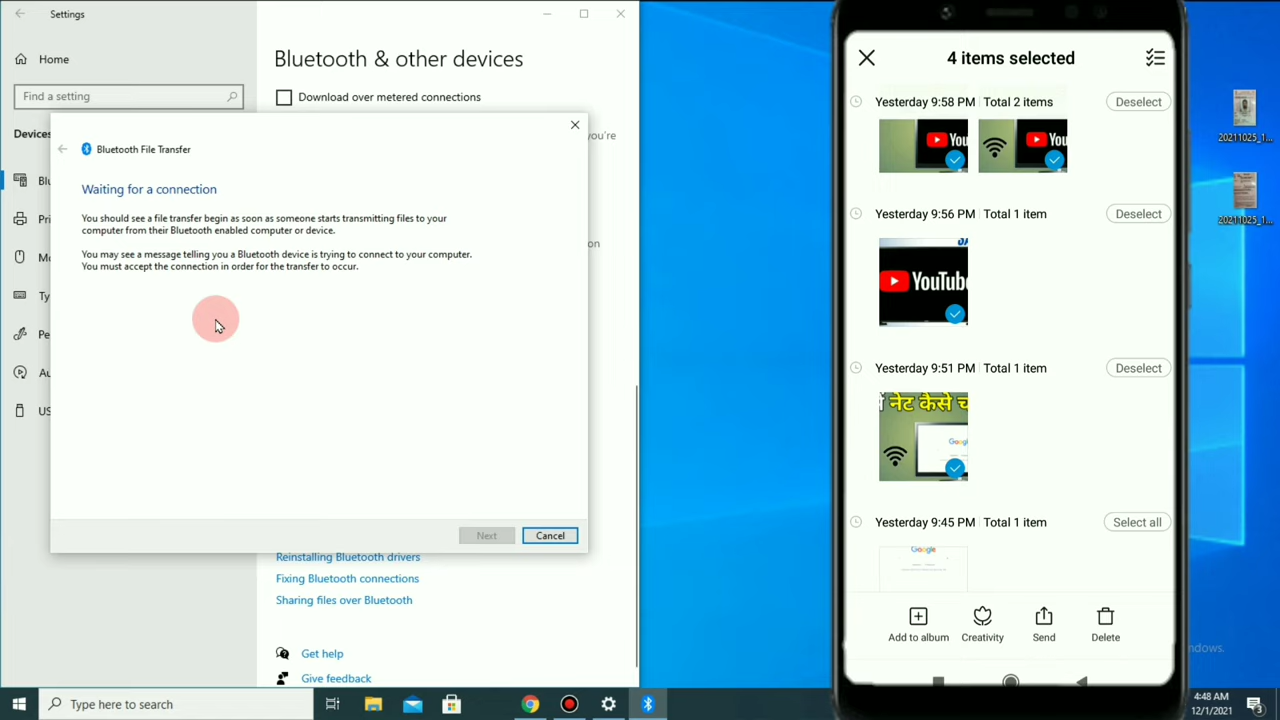 Settings
Home
Find a setting
Devices
Bluetooth & other devices
Download over metered connections
you're
Bluetooth File Transfer
Waiting for a connection
You should see a file transfer begin as soon as someone starts transmitting files to your
computer from their Bluetooth enabled computer or device.
You may see a message telling you a Bluetooth device is trying to connect to your computer.
You must accept the connection in order for the transfer to occur.
Next
Cancel
Reinstalling Bluetooth drivers
Fixing Bluetooth connections
Sharing files over Bluetooth
Get help
Give feedback
Type here to search
4 items selected
Yesterday 9:58 PM Total 2 items
Deselect
Yesterday 9:56 PM Total 1 item
Deselect
YouTube
Yesterday 9:51 PM Total 1 item
Deselect
नेट कैसे
Yesterday 9:45 PM Total 1 item
Select all
Google
Add to album
Creativity
Send
Delete
20211025_1...
20211025_1...
4:48 AM
12/1/2021